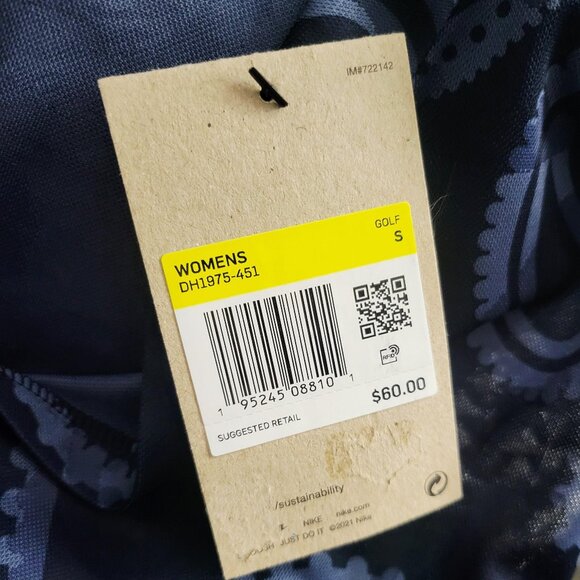 IM#722142
WOMENS GOLF
DH1975-451 S
1 95245 08810 1
RFID
$60.00
SUGGESTED RETAIL
/sustainability
NIKE nike.com
JUST DO IT ©2021 Nike